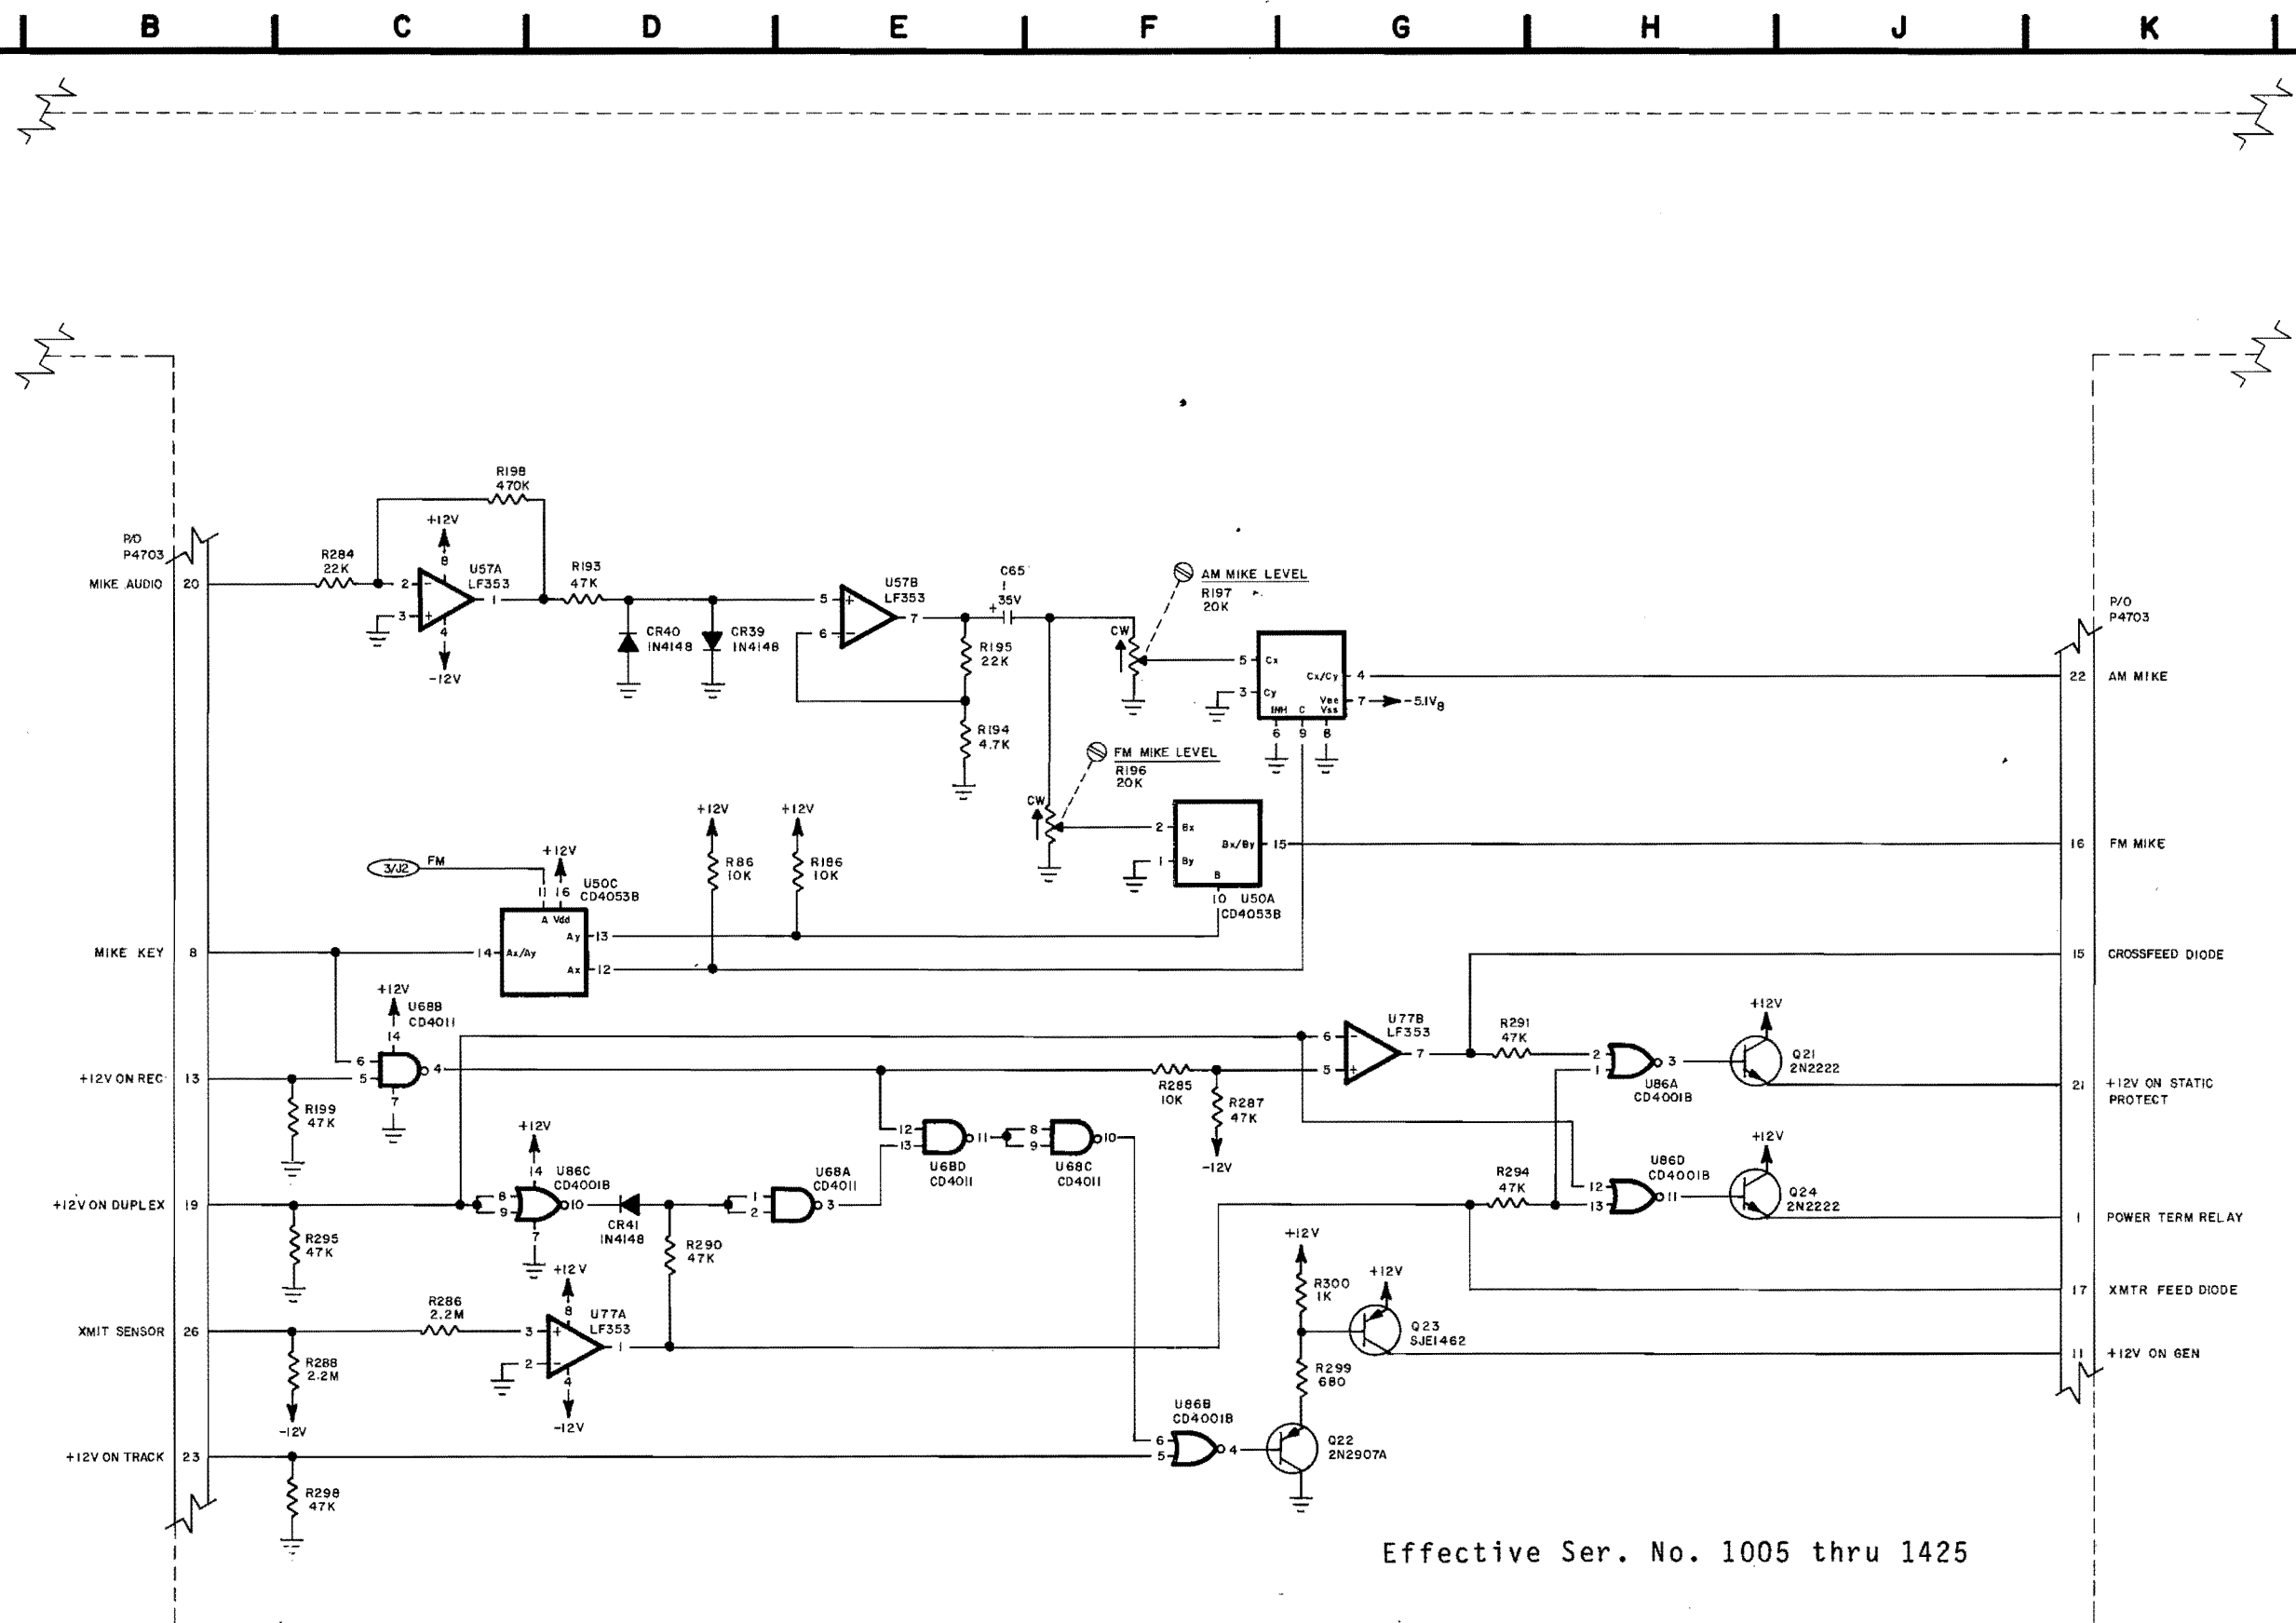 B C D E F G H J K
R198
470K
+12V
P/O
P4703
R284
22K
8
U57A
LF353
R193
47K
MIKE AUDIO 20
2 -
3 +
1
4
-12V
CR40
1N4148
CR39
1N4148
U57B
LF353
5 +
6 -
7
C65
1
+ 35V
R195
22K
R194
4.7K
AM MIKE LEVEL
R197
20K
CW
5 Cx
3 Cy
Cx/Cy 4
Vee 7 -5.1V8
INH C Vss
6 9 8
P/O
P4703
22 AM MIKE
FM MIKE LEVEL
R196
20K
CW
2 Bx
1 By
Bx/By 15
B
10 U50A
CD4053B
16 FM MIKE
+12V
R86
10K
+12V
R186
10K
3/J2 FM
+12V
11 16
U50C
CD4053B
A Vdd
Ay 13
Ax 12
MIKE KEY 8
14 Ax/Ay
15 CROSSFEED DIODE
+12V
U68B
CD4011
14
6
5
4
7
+12V ON REC 13
R199
47K
R285
10K
R287
47K
-12V
U77B
LF353
6 -
5 +
7
R291
47K
2
1
3
U86A
CD4001B
+12V
Q21
2N2222
21 +12V ON STATIC
PROTECT
+12V
14
U86C
CD4001B
8
9
10
7
+12V ON DUPLEX 19
R295
47K
CR41
1N4148
R290
47K
U68A
CD4011
1
2
3
12
13
11
U68D
CD4011
8
9
10
U68C
CD4011
R294
47K
U86D
CD4001B
12
13
11
+12V
Q24
2N2222
1 POWER TERM RELAY
17 XMTR FEED DIODE
XMIT SENSOR 26
R286
2.2M
R288
2.2M
-12V
+12V
8
U77A
LF353
3 +
2 -
1
4
-12V
+12V
R300
1K
+12V
Q23
SJE1462
R299
680
11 +12V ON GEN
+12V ON TRACK 23
R298
47K
U86B
CD4001B
6
5
4
Q22
2N2907A
Effective Ser. No. 1005 thru 1425